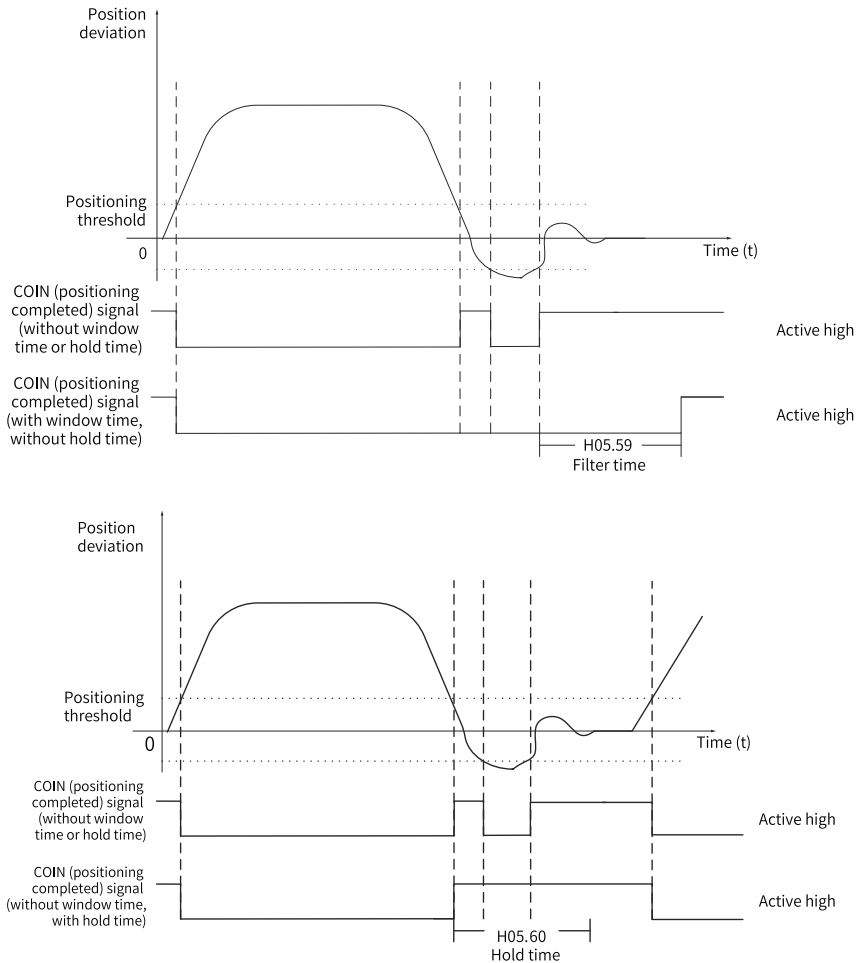 Position
deviation
Positioning
threshold
0
Time (t)
COIN (positioning
completed) signal
(without window
time or hold time)
Active high
COIN (positioning
completed) signal
(with window time,
without hold time)
Active high
H05.59
Filter time
Position
deviation
Positioning
threshold
0
Time (t)
COIN (positioning
completed) signal
(without window
time or hold time)
Active high
COIN (positioning
completed) signal
(without window time,
with hold time)
Active high
H05.60
Hold time